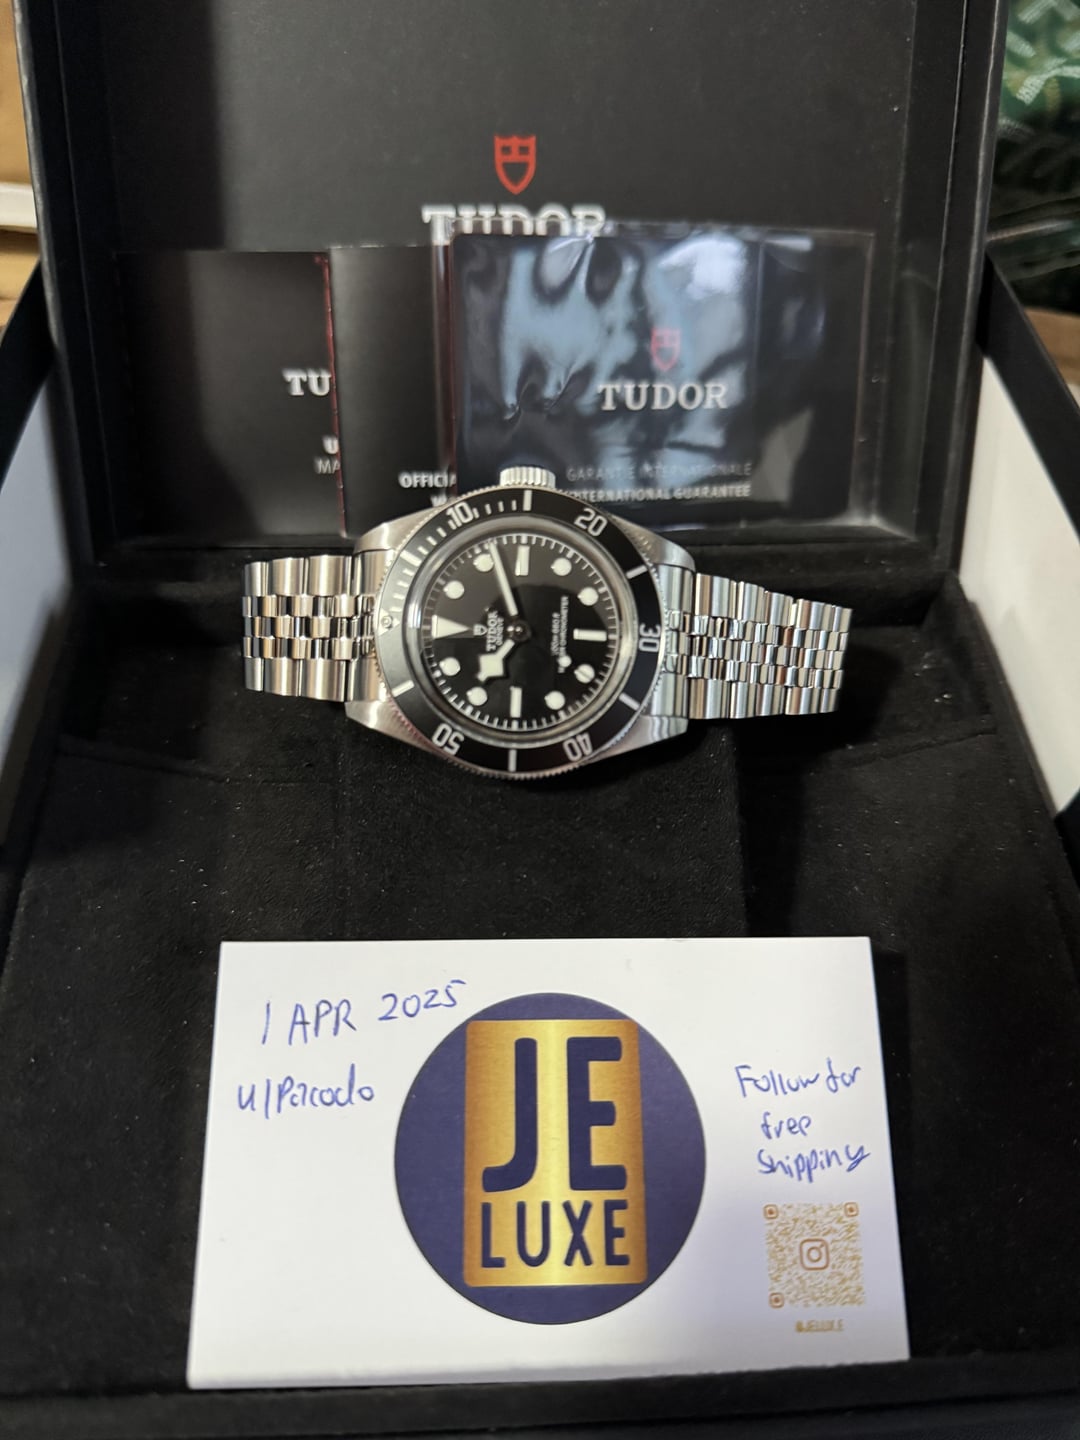 TUDOR
TU
U
MA
OFFICIA
TUDOR
GARANTIE INTERNATIONALE
INTERNATIONAL GUARANTEE
10
20
30
40
50
TUDOR
1 APR 2025
Follow for
free
shipping
JE
LUXE